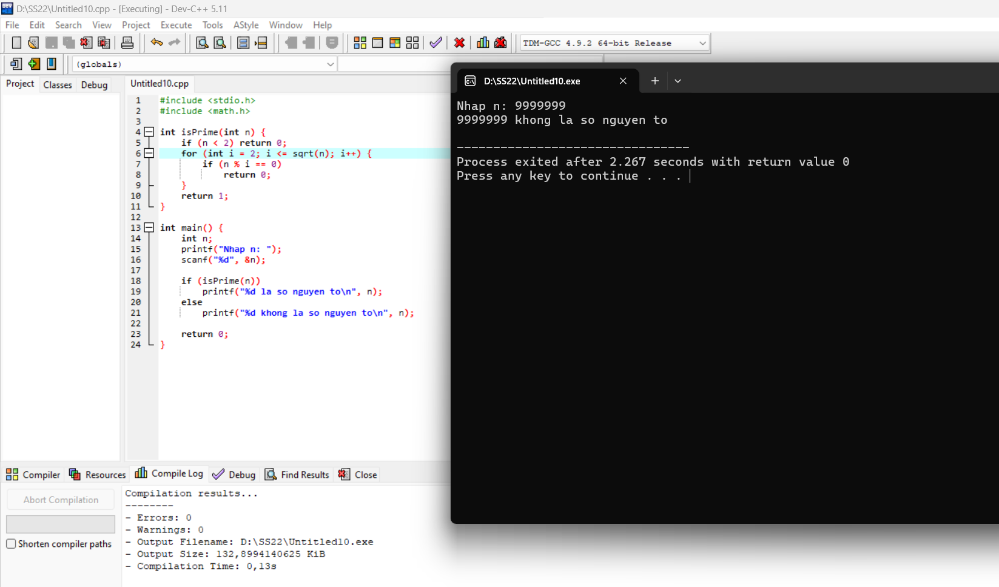 D:\SS22\Untitled10.cpp - [Executing] - Dev-C++ 5.11
File Edit Search View Project Execute Tools AStyle Window Help
TDM-GCC 4.9.2 64-bit Release
(globals)
Project Classes Debug
Untitled10.cpp
1 #include <stdio.h>
2 #include <math.h>
3
4 int isPrime(int n) {
5 if (n < 2) return 0;
6 for (int i = 2; i <= sqrt(n); i++) {
7 if (n % i == 0)
8 return 0;
9 }
10 return 1;
11 }
12
13 int main() {
14 int n;
15 printf("Nhap n: ");
16 scanf("%d", &n);
17
18 if (isPrime(n))
19 printf("%d la so nguyen to\n", n);
20 else
21 printf("%d khong la so nguyen to\n", n);
22
23 return 0;
24 }
D:\SS22\Untitled10.exe
Nhap n: 9999999
9999999 khong la so nguyen to
--------------------------------
Process exited after 2.267 seconds with return value 0
Press any key to continue . . .
Compiler Resources Compile Log Debug Find Results Close
Abort Compilation
Shorten compiler paths
Compilation results...
--------
- Errors: 0
- Warnings: 0
- Output Filename: D:\SS22\Untitled10.exe
- Output Size: 132,8994140625 KiB
- Compilation Time: 0,13s